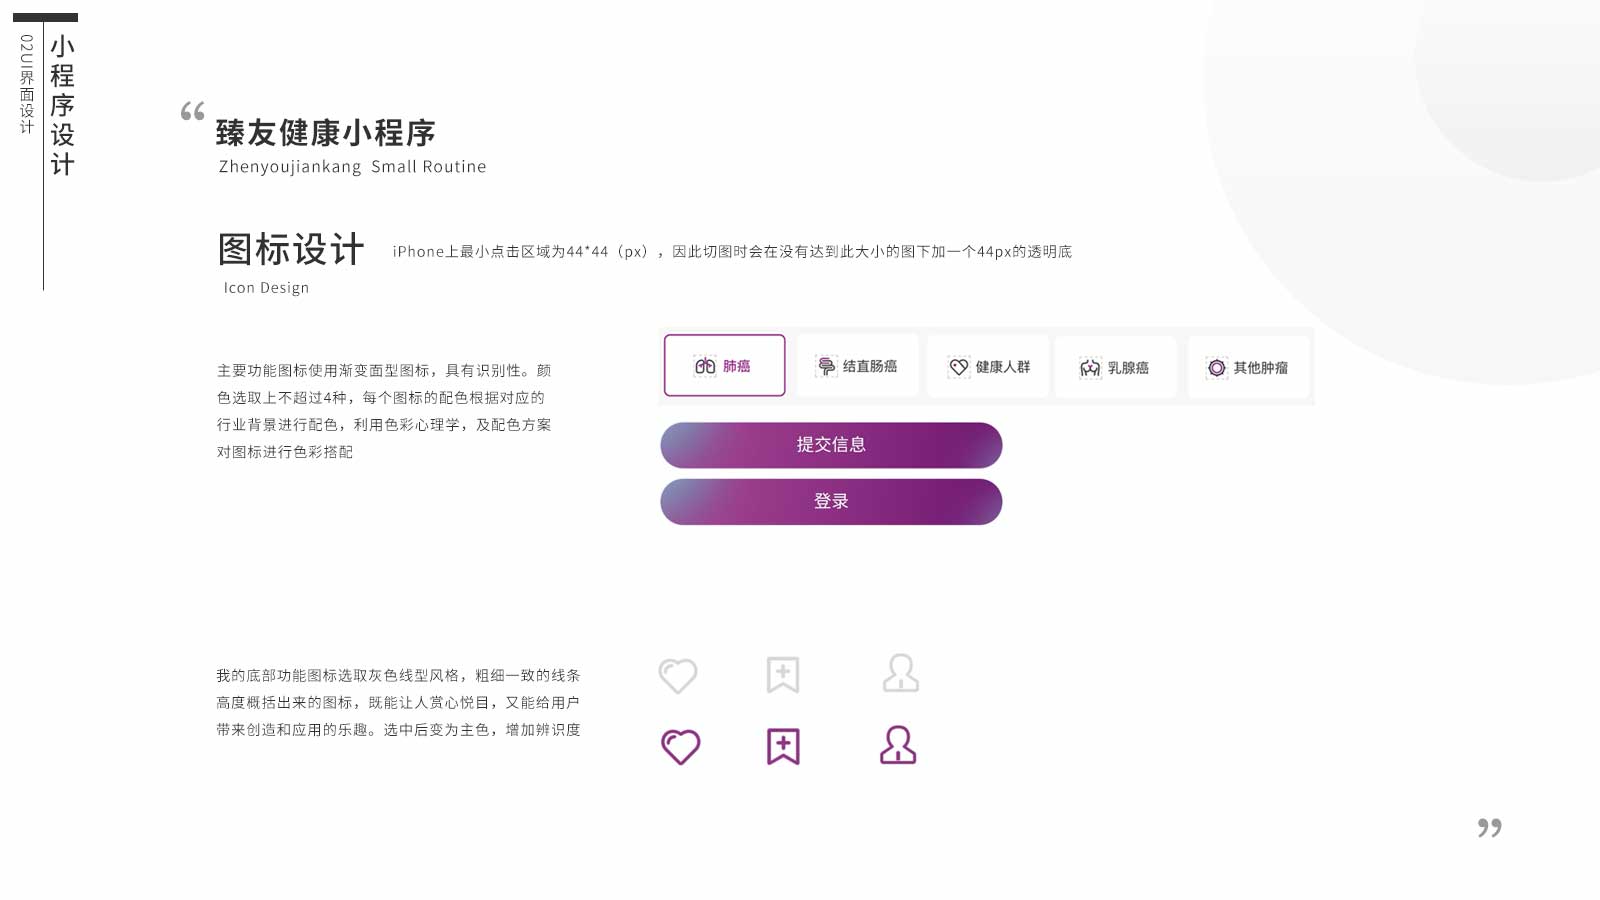 小程序设计
02UI界面设计
“
臻友健康小程序
Zhenyoujiankang Small Routine
图标设计
iPhone上最小点击区域为44*44（px），因此切图时会在没有达到此大小的图下加一个44px的透明底
Icon Design
主要功能图标使用渐变面型图标，具有识别性。颜
色选取上不超过4种，每个图标的配色根据对应的
行业背景进行配色，利用色彩心理学，及配色方案
对图标进行色彩搭配
肺癌
结直肠癌
健康人群
乳腺癌
其他肿瘤
提交信息
登录
我的底部功能图标选取灰色线型风格，粗细一致的线条
高度概括出来的图标，既能让人赏心悦目，又能给用户
带来创造和应用的乐趣。选中后变为主色，增加辨识度
”